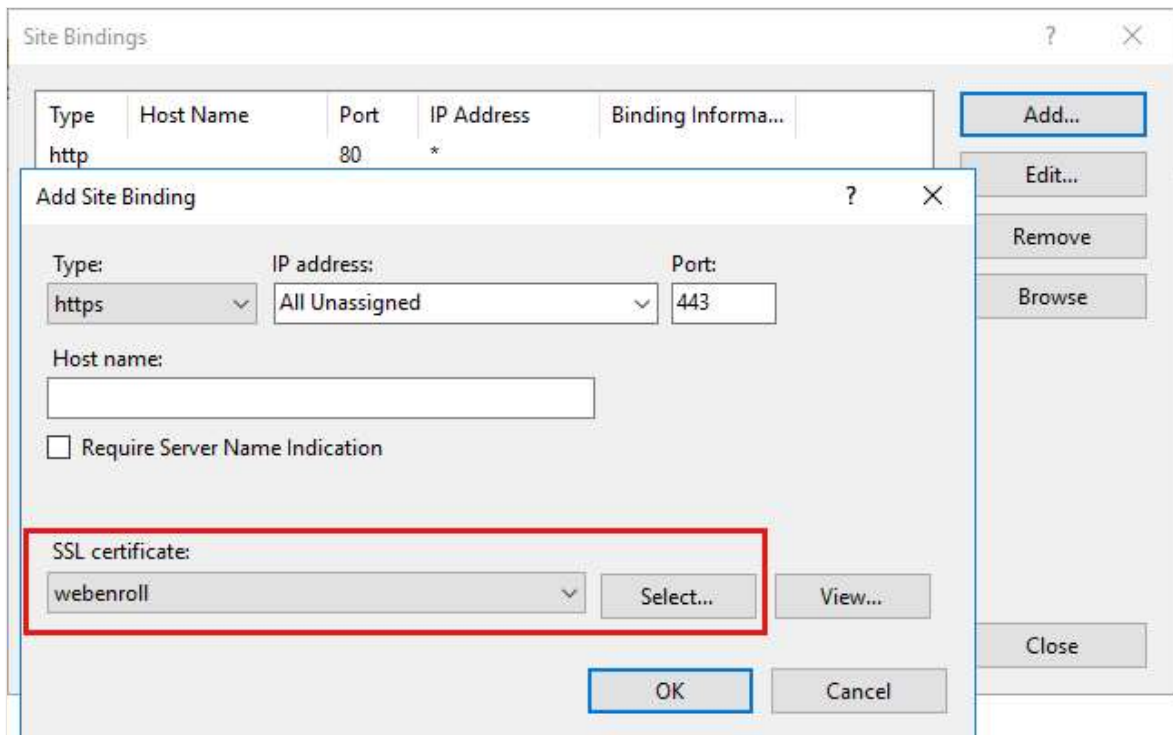 Site Bindings
? ×
Type Host Name Port IP Address Binding Informa...
http 80 *
Add...
Edit...
Remove
Browse
Close
Add Site Binding
? ×
Type: IP address: Port:
https All Unassigned 443
Host name:
Require Server Name Indication
SSL certificate:
webenroll Select... View...
OK Cancel